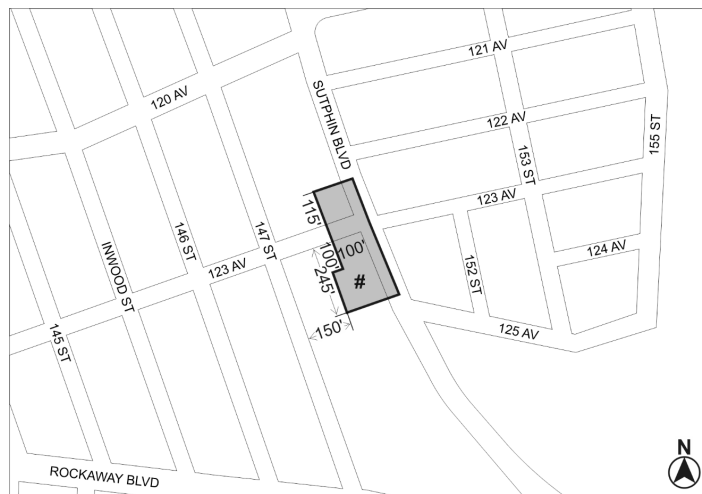 121 AV
120 AV
SUTPHIN BLVD
122 AV
153 ST
155 ST
115'
123 AV
146 ST
147 ST
100'
100'
INWOOD ST
123 AV
245'
#
152 ST
124 AV
145 ST
150'
125 AV
ROCKAWAY BLVD
N